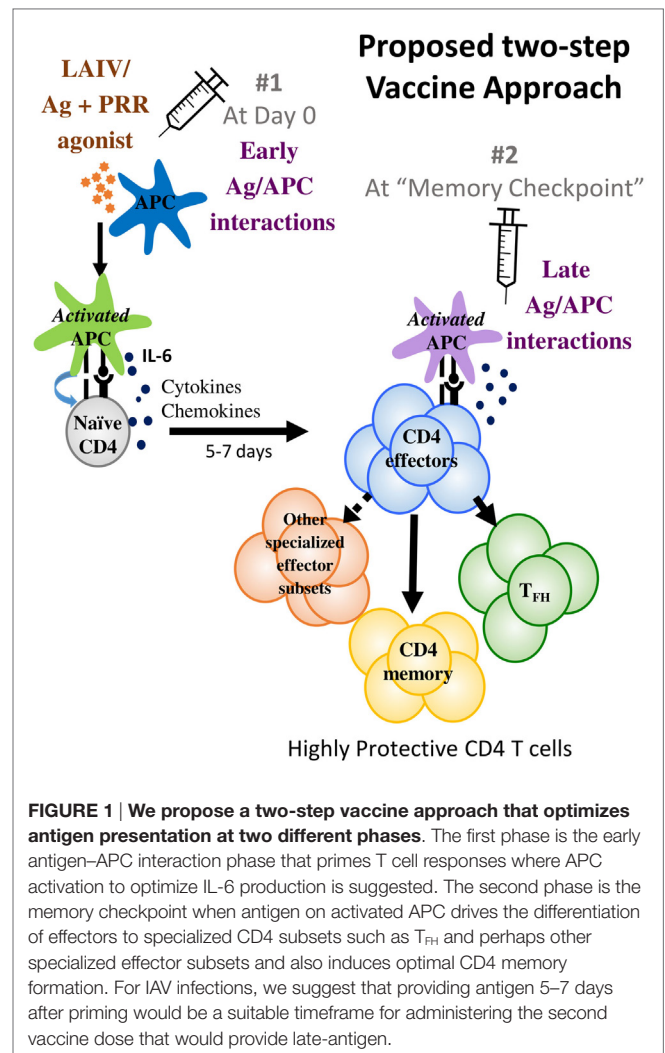 Proposed two-step
Vaccine Approach
LAIV/
Ag + PRR
agonist
#1
At Day 0
Early
Ag/APC
interactions
APC
#2
At “Memory Checkpoint”
Late
Ag/APC
interactions
Activated
APC
Activated
APC
IL-6
Cytokines
Chemokines
Naïve
CD4
5-7 days
CD4
effectors
Other
specialized
effector
subsets
TFH
CD4
memory
Highly Protective CD4 T cells
FIGURE 1 | We propose a two-step vaccine approach that optimizes
antigen presentation at two different phases. The first phase is the early
antigen–APC interaction phase that primes T cell responses where APC
activation to optimize IL-6 production is suggested. The second phase is the
memory checkpoint when antigen on activated APC drives the differentiation
of effectors to specialized CD4 subsets such as TFH and perhaps other
specialized effector subsets and also induces optimal CD4 memory
formation. For IAV infections, we suggest that providing antigen 5–7 days
after priming would be a suitable timeframe for administering the second
vaccine dose that would provide late-antigen.